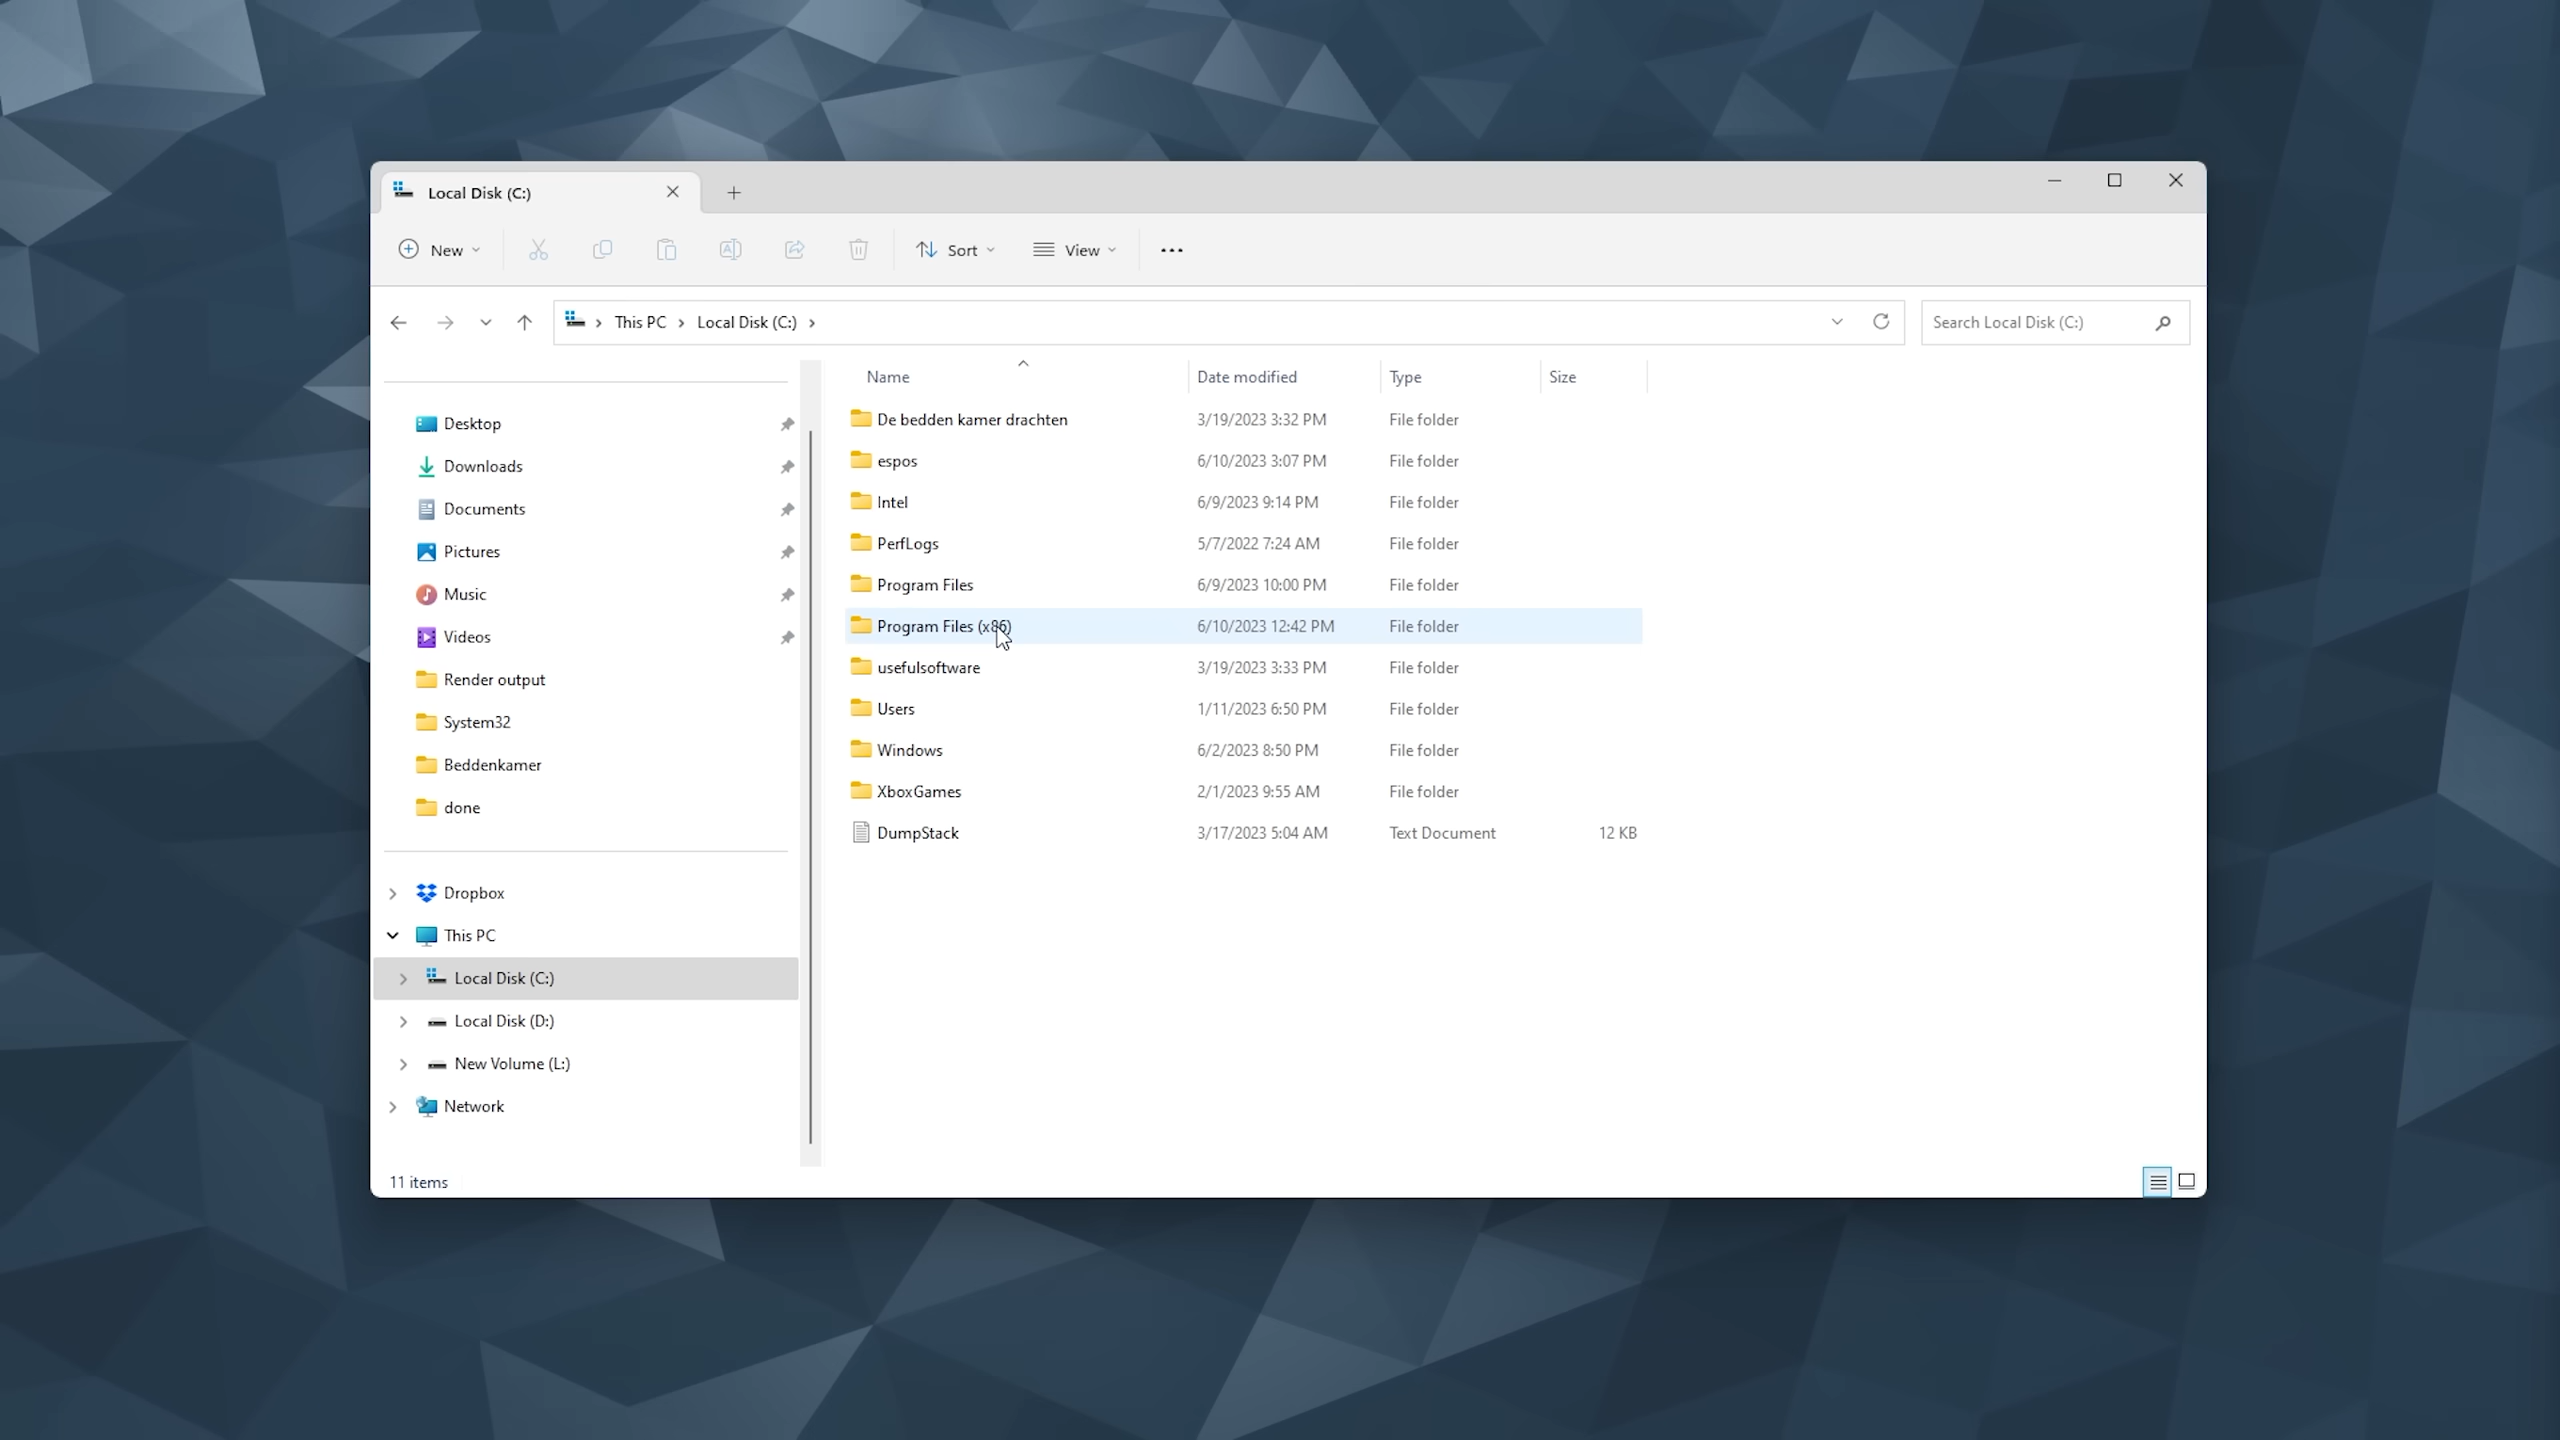 Local Disk (C:)
New Sort View
This PC Local Disk (C:) Search Local Disk (C:)
Desktop
Downloads
Documents
Pictures
Music
Videos
Render output
System32
Beddenkamer
done
Dropbox
This PC
Local Disk (C:)
Local Disk (D:)
New Volume (L:)
Network
Name Date modified Type Size
De bedden kamer drachten 3/19/2023 3:32 PM File folder
espos 6/10/2023 3:07 PM File folder
Intel 6/9/2023 9:14 PM File folder
PerfLogs 5/7/2022 7:24 AM File folder
Program Files 6/9/2023 10:00 PM File folder
Program Files (x86) 6/10/2023 12:42 PM File folder
usefulsoftware 3/19/2023 3:33 PM File folder
Users 1/11/2023 6:50 PM File folder
Windows 6/2/2023 8:50 PM File folder
XboxGames 2/1/2023 9:55 AM File folder
DumpStack 3/17/2023 5:04 AM Text Document 12 KB
11 items